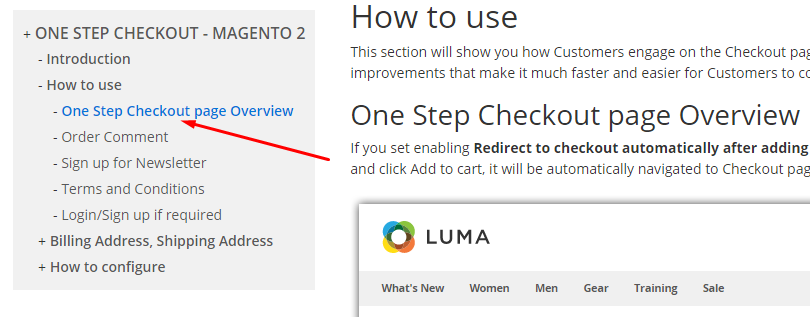 + ONE STEP CHECKOUT - MAGENTO 2
- Introduction
- How to use
- One Step Checkout page Overview
- Order Comment
- Sign up for Newsletter
- Terms and Conditions
- Login/Sign up if required
+ Billing Address, Shipping Address
+ How to configure
How to use
This section will show you how Customers engage on the Checkout pag
improvements that make it much faster and easier for Customers to co
One Step Checkout page Overview
If you set enabling Redirect to checkout automatically after adding
and click Add to cart, it will be automatically navigated to Checkout pag
LUMA
What's New Women Men Gear Training Sale